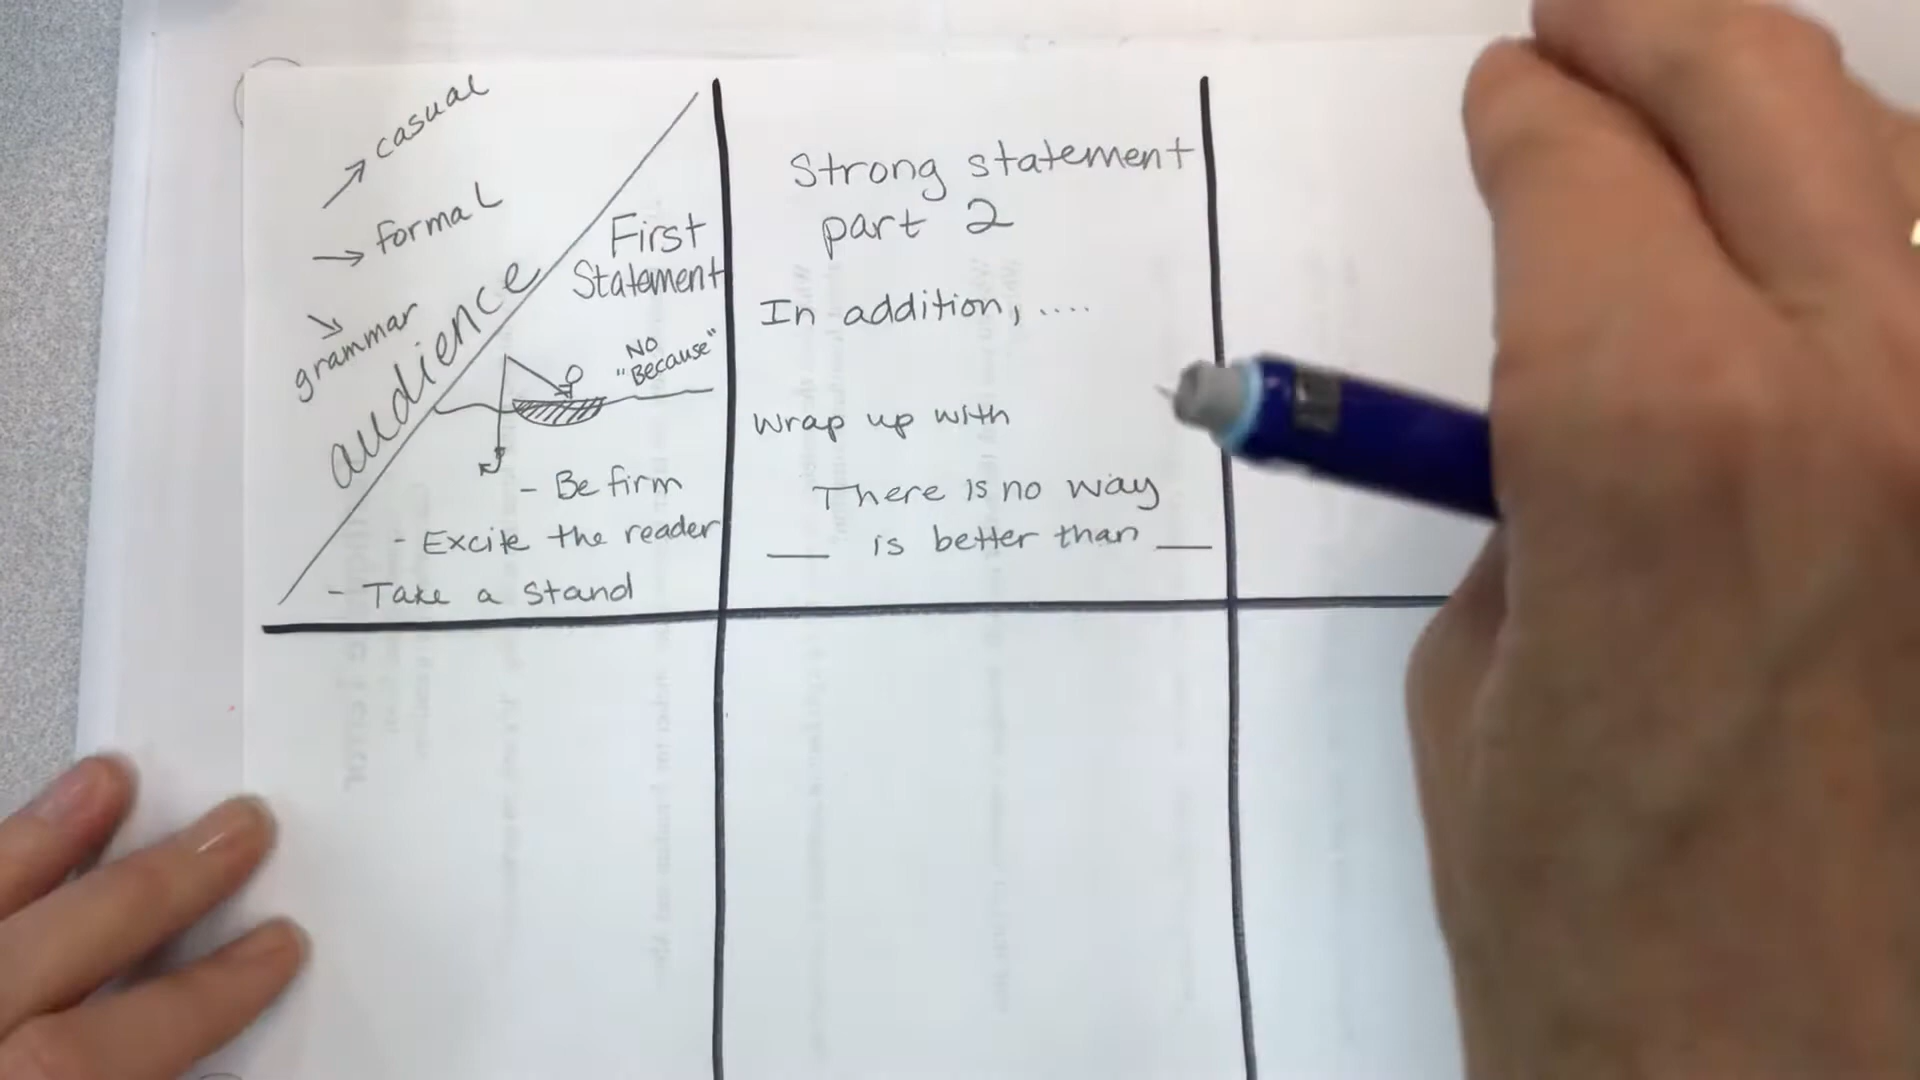 casual
formal
grammar
audience
First
Statement
NO
"Because"
- Be firm
- Excite the reader
- Take a stand
Strong statement
part 2
In addition, ....
wrap up with
There is no way
___ is better than ___